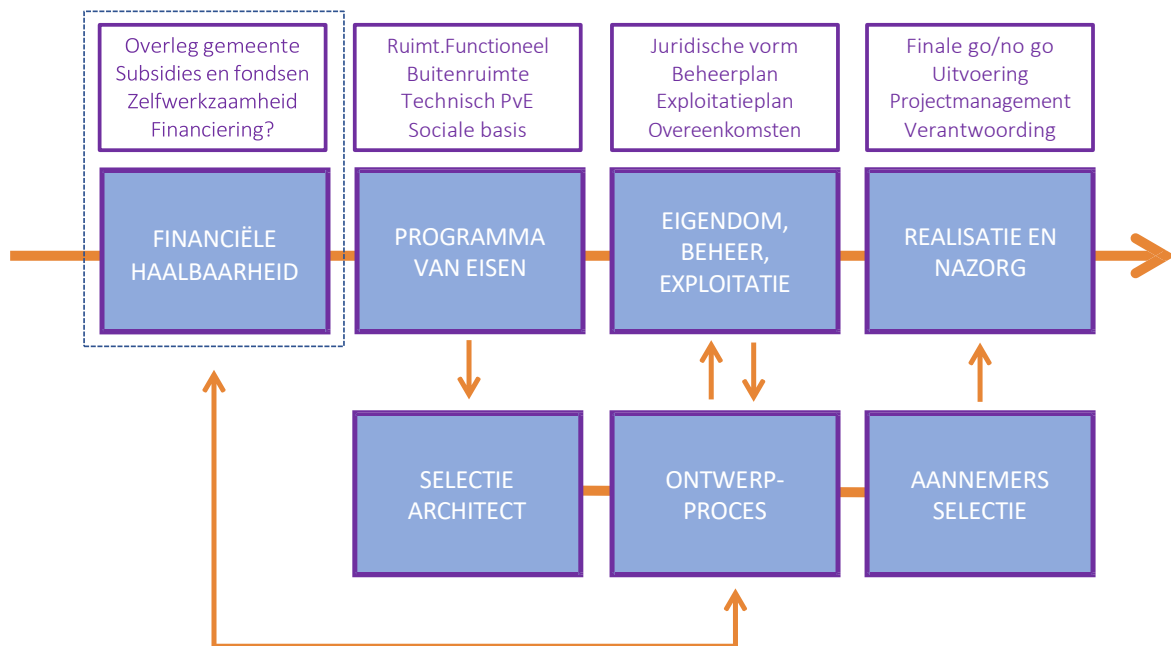 Overleg gemeente
Subsidies en fondsen
Zelfwerkzaamheid
Financiering?
Ruimt.Functioneel
Buitenruimte
Technisch PvE
Sociale basis
Juridische vorm
Beheerplan
Exploitatieplan
Overeenkomsten
Finale go/no go
Uitvoering
Projectmanagement
Verantwoording
FINANCIËLE
HAALBAARHEID
PROGRAMMA
VAN EISEN
EIGENDOM,
BEHEER,
EXPLOITATIE
REALISATIE EN
NAZORG
SELECTIE
ARCHITECT
ONTWERP-
PROCES
AANNEMERS
SELECTIE